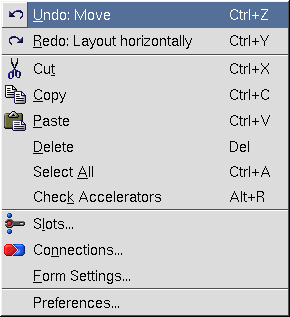 Undo: Move Ctrl+Z
Redo: Layout horizontally Ctrl+Y
Cut Ctrl+X
Copy Ctrl+C
Paste Ctrl+V
Delete Del
Select All Ctrl+A
Check Accelerators Alt+R
Slots...
Connections...
Form Settings...
Preferences...